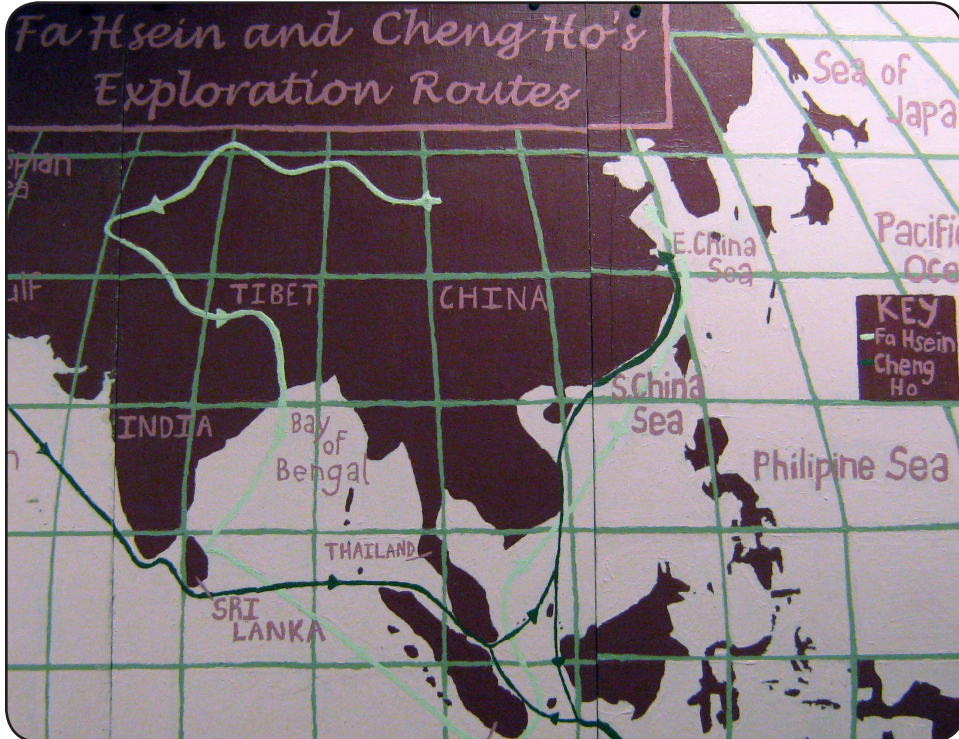 Fa Hsein and Cheng Ho's
Exploration Routes
Sea of
Japa
Pacific
Oce
E.China
Sea
TIBET
CHINA
KEY
Fa Hsein
Cheng
Ho
S.China
Sea
INDIA
Bay
of
Bengal
Philipine Sea
THAILAND
SRI
LANKA